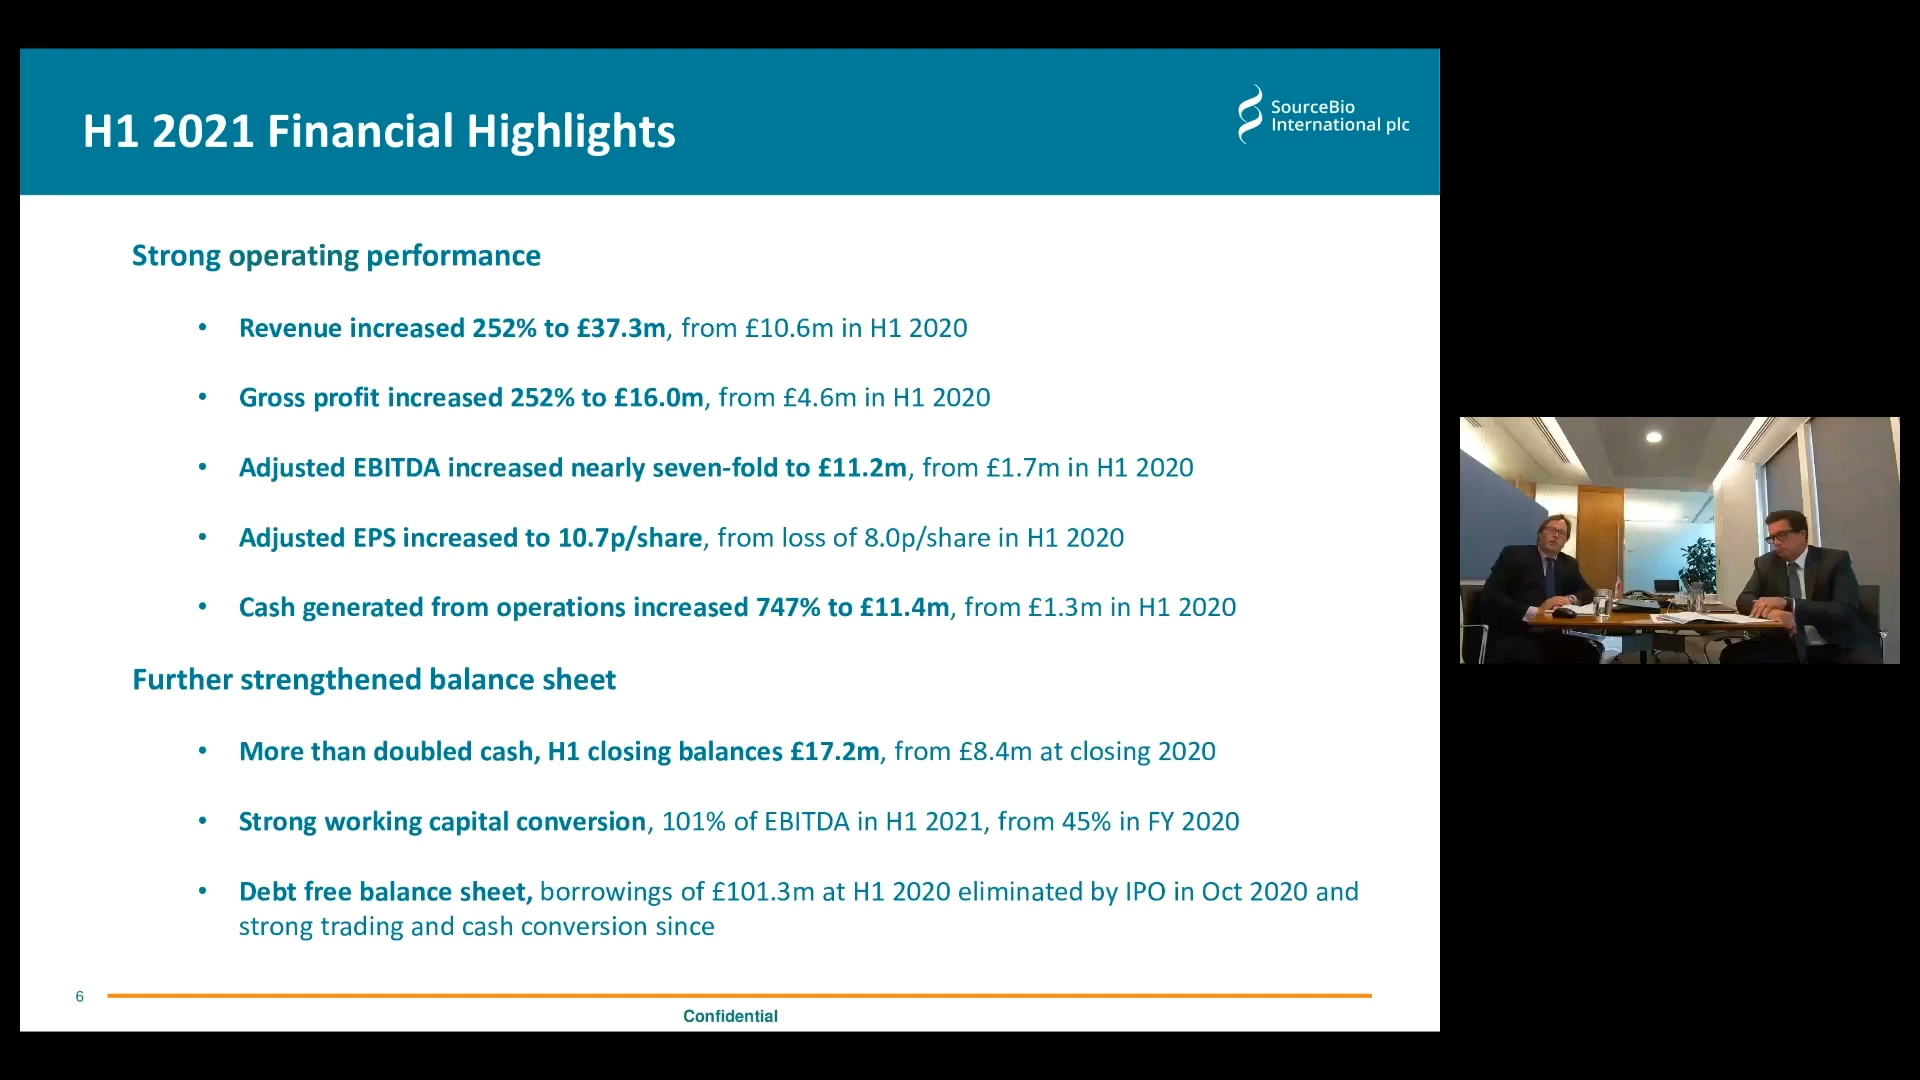 H1 2021 Financial Highlights
SourceBio
International plc
Strong operating performance
• Revenue increased 252% to £37.3m, from £10.6m in H1 2020
• Gross profit increased 252% to £16.0m, from £4.6m in H1 2020
• Adjusted EBITDA increased nearly seven-fold to £11.2m, from £1.7m in H1 2020
• Adjusted EPS increased to 10.7p/share, from loss of 8.0p/share in H1 2020
• Cash generated from operations increased 747% to £11.4m, from £1.3m in H1 2020
Further strengthened balance sheet
• More than doubled cash, H1 closing balances £17.2m, from £8.4m at closing 2020
• Strong working capital conversion, 101% of EBITDA in H1 2021, from 45% in FY 2020
• Debt free balance sheet, borrowings of £101.3m at H1 2020 eliminated by IPO in Oct 2020 and
strong trading and cash conversion since
6
Confidential